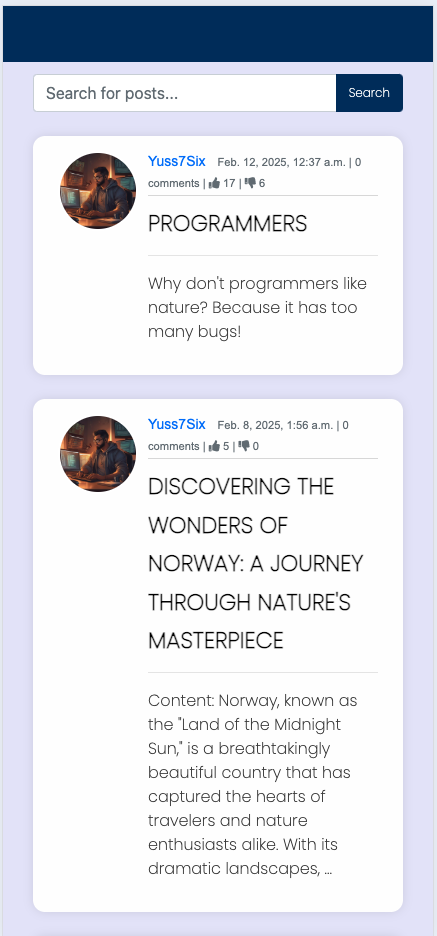 Search for posts...
Search
Yuss7Six Feb. 12, 2025, 12:37 a.m. | 0
comments | 17 | 6
PROGRAMMERS
Why don't programmers like
nature? Because it has too
many bugs!
Yuss7Six Feb. 8, 2025, 1:56 a.m. | 0
comments | 5 | 0
DISCOVERING THE
WONDERS OF
NORWAY: A JOURNEY
THROUGH NATURE'S
MASTERPIECE
Content: Norway, known as
the "Land of the Midnight
Sun," is a breathtakingly
beautiful country that has
captured the hearts of
travelers and nature
enthusiasts alike. With its
dramatic landscapes, …